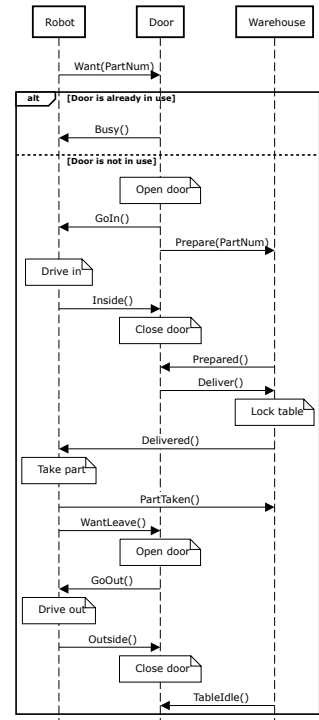 Robot Door Warehouse
Want(PartNum)
alt [Door is already in use]
Busy()
[Door is not in use]
Open door
GoIn()
Prepare(PartNum)
Drive in
Inside()
Close door
Prepared()
Deliver()
Lock table
Delivered()
Take part
PartTaken()
WantLeave()
Open door
GoOut()
Drive out
Outside()
Close door
TableIdle()